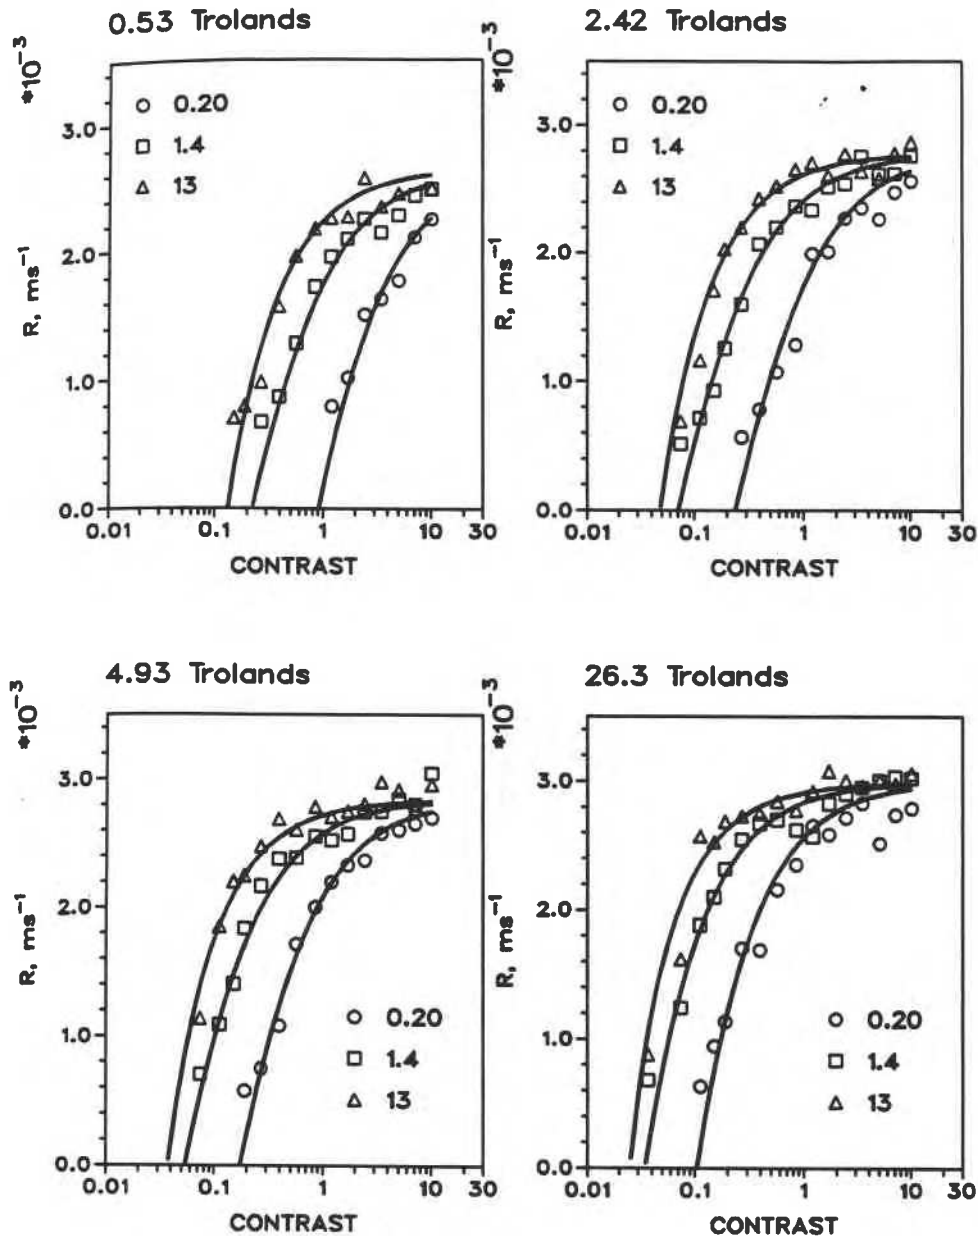 0.53 Trolands
*10⁻³
○ 0.20
□ 1.4
△ 13
3.0
2.0
1.0
0.0
R, ms⁻¹
0.01 0.1 1 10 30
CONTRAST
2.42 Trolands
*10⁻³
○ 0.20
□ 1.4
△ 13
3.0
2.0
1.0
0.0
R, ms⁻¹
0.01 0.1 1 10 30
CONTRAST
4.93 Trolands
*10⁻³
3.0
2.0
1.0
0.0
R, ms⁻¹
○ 0.20
□ 1.4
△ 13
0.01 0.1 1 10 30
CONTRAST
26.3 Trolands
*10⁻³
3.0
2.0
1.0
0.0
R, ms⁻¹
○ 0.20
□ 1.4
△ 13
0.01 0.1 1 10 30
CONTRAST